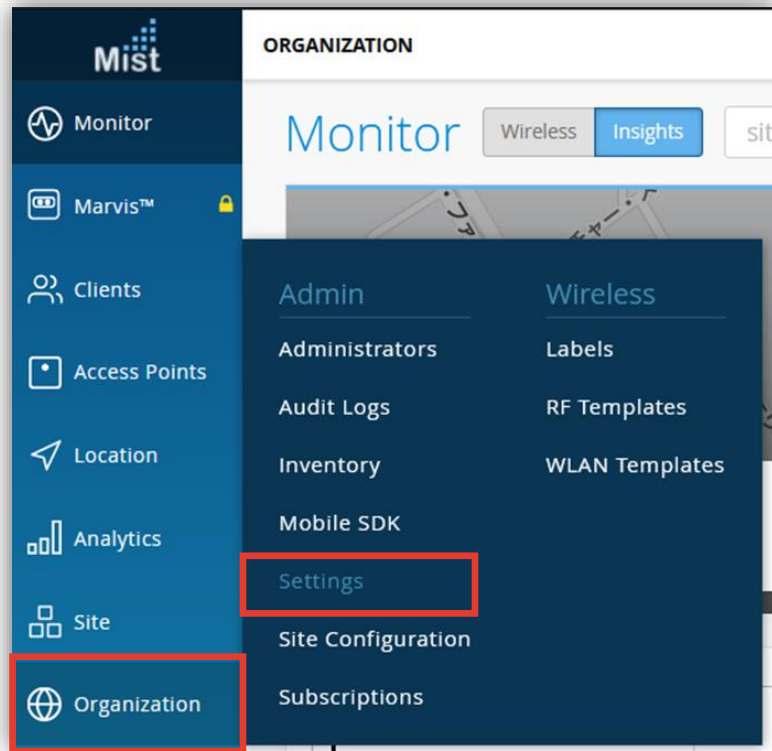 Mist
ORGANIZATION
Monitor
Monitor
Wireless
Insights
sit
Marvis™
Clients
Access Points
Location
Analytics
Site
Organization
Admin
Administrators
Audit Logs
Inventory
Mobile SDK
Settings
Site Configuration
Subscriptions
Wireless
Labels
RF Templates
WLAN Templates